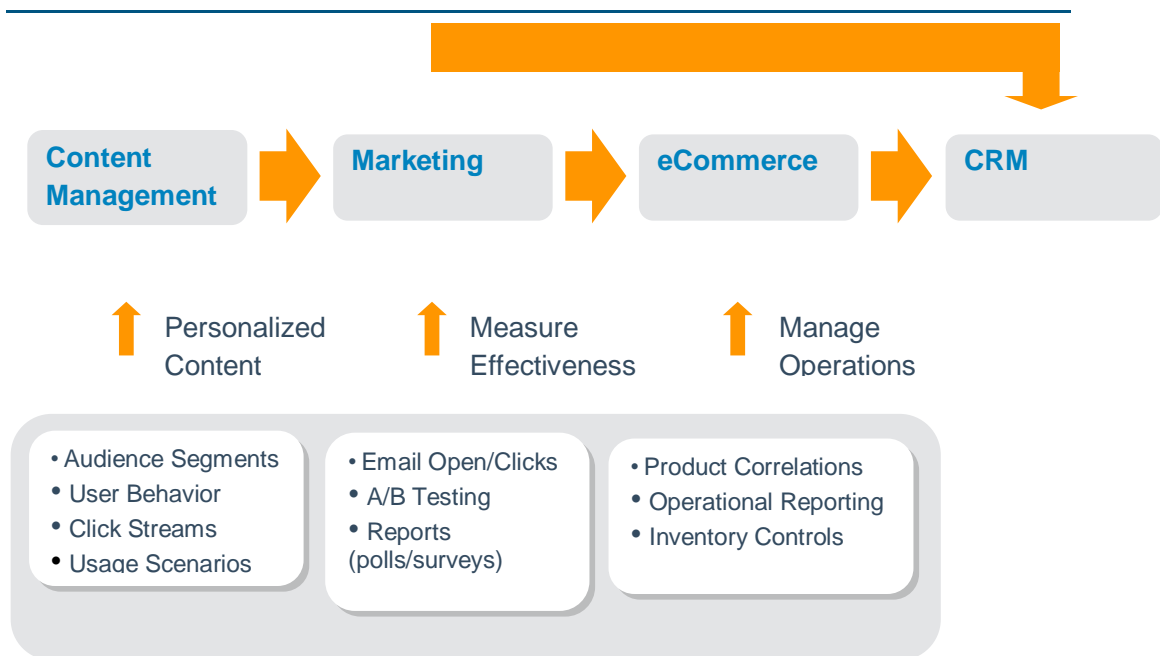 Content
Management
Marketing
eCommerce
CRM
Personalized
Content
Measure
Effectiveness
Manage
Operations
• Audience Segments
• User Behavior
• Click Streams
• Usage Scenarios
• Email Open/Clicks
• A/B Testing
• Reports
(polls/surveys)
• Product Correlations
• Operational Reporting
• Inventory Controls